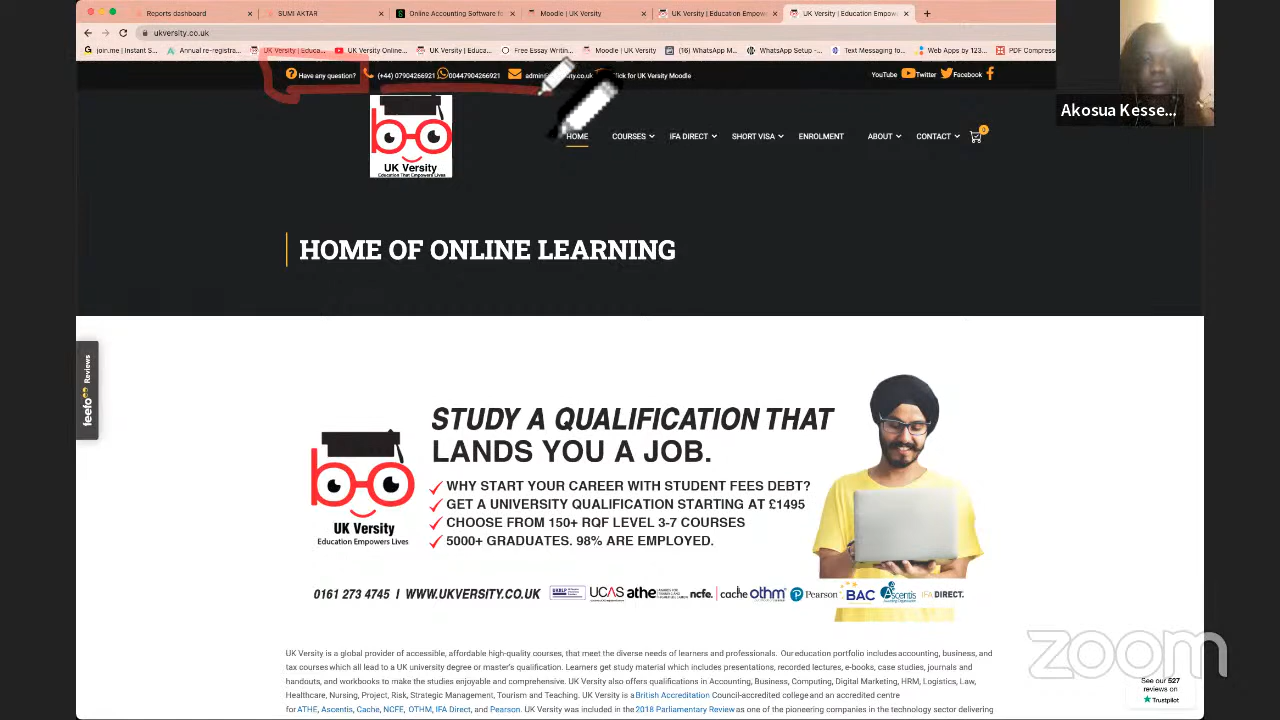 Reports dashboard
SUMI AKTAR
Online Accounting Software fo
Moodle | UK Versity
UK Versity | Education Empowe
UK Versity | Education Empow
ukversity.co.uk
join.me | Instant S...
Annual re-registra...
UK Versity | Educa...
UK Versity Online...
UK Versity | Educa...
Free Essay Writin...
Moodle | UK Versity
(16) WhatsApp M...
WhatsApp Setup -...
Text Messaging fo...
Web Apps by 123...
PDF Compre
Have any question?
(+44) 07904266921
00447904266921
YouTube
Twitter
Facebook
for UK Versity Moodle
UK Versity
Education That Empowers Lives
HOME
COURSES
IFA DIRECT
SHORT VISA
ENROLMENT
ABOUT
CONTACT
0
Akosua Kesse...
HOME OF ONLINE LEARNING
feefo Reviews
STUDY A QUALIFICATION THAT
LANDS YOU A JOB.
WHY START YOUR CAREER WITH STUDENT FEES DEBT?
GET A UNIVERSITY QUALIFICATION STARTING AT £1495
CHOOSE FROM 150+ RQF LEVEL 3-7 COURSES
5000+ GRADUATES. 98% ARE EMPLOYED.
UK Versity
Education Empowers Lives
0161 273 4745 I WWW.UKVERSITY.CO.UK
UKRLP
UCAS
athe
ncfe.
cache
othm
Pearson
BAC
Ascentis
IFA DIRECT.
UK Versity is a global provider of accessible, affordable high-quality courses, that meet the diverse needs of learners and professionals. Our education portfolio includes accounting, business, and
tax courses which all lead to a UK university degree or master's qualification. Learners get study material which includes presentations, recorded lectures, e-books, case studies, journals and
handouts, and workbooks to make the studies enjoyable and comprehensive. UK Versity also offers qualifications in Accounting, Business, Computing, Digital Marketing, HRM, Logistics, Law,
Healthcare, Nursing, Project, Risk, Strategic Management, Tourism and Teaching. UK Versity is a British Accreditation Council-accredited college and an accredited centre
for ATHE, Ascentis, Cache, NCFE, OTHM, IFA Direct, and Pearson. UK Versity was included in the 2018 Parliamentary Review as one of the pioneering companies in the technology sector delivering
zoom
See our 527
reviews on
Trustpilot